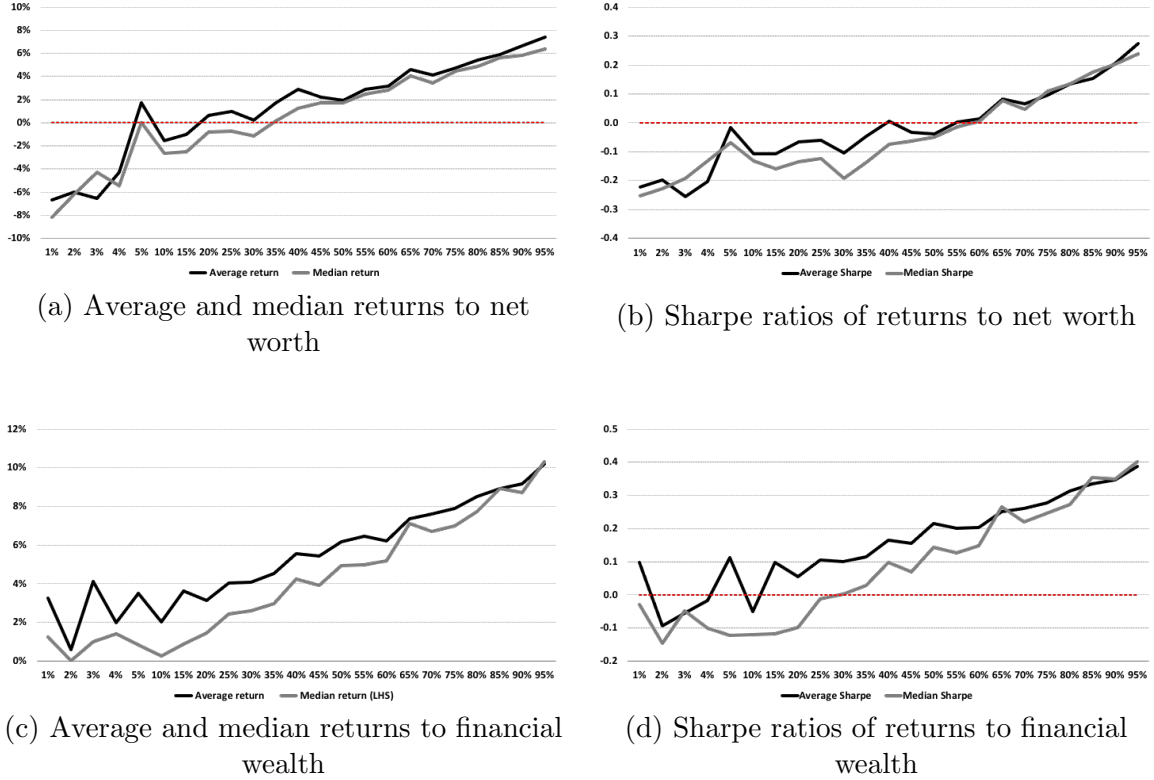 10%
8%
6%
4%
2%
0%
-2%
-4%
-6%
-8%
-10%
1% 2% 3% 4% 5% 10% 15% 20% 25% 30% 35% 40% 45% 50% 55% 60% 65% 70% 75% 80% 85% 90% 95%
Average return Median return
(a) Average and median returns to net
worth
0.4
0.3
0.2
0.1
0.0
-0.1
-0.2
-0.3
-0.4
1% 2% 3% 4% 5% 10% 15% 20% 25% 30% 35% 40% 45% 50% 55% 60% 65% 70% 75% 80% 85% 90% 95%
Average Sharpe Median Sharpe
(b) Sharpe ratios of returns to net worth
12%
10%
8%
6%
4%
2%
0%
1% 2% 3% 4% 5% 10% 15% 20% 25% 30% 35% 40% 45% 50% 55% 60% 65% 70% 75% 80% 85% 90% 95%
Average return Median return (LHS)
(c) Average and median returns to financial
wealth
0.5
0.4
0.3
0.2
0.1
0.0
-0.1
-0.2
1% 2% 3% 4% 5% 10% 15% 20% 25% 30% 35% 40% 45% 50% 55% 60% 65% 70% 75% 80% 85% 90% 95%
Average Sharpe Median Sharpe
(d) Sharpe ratios of returns to financial
wealth